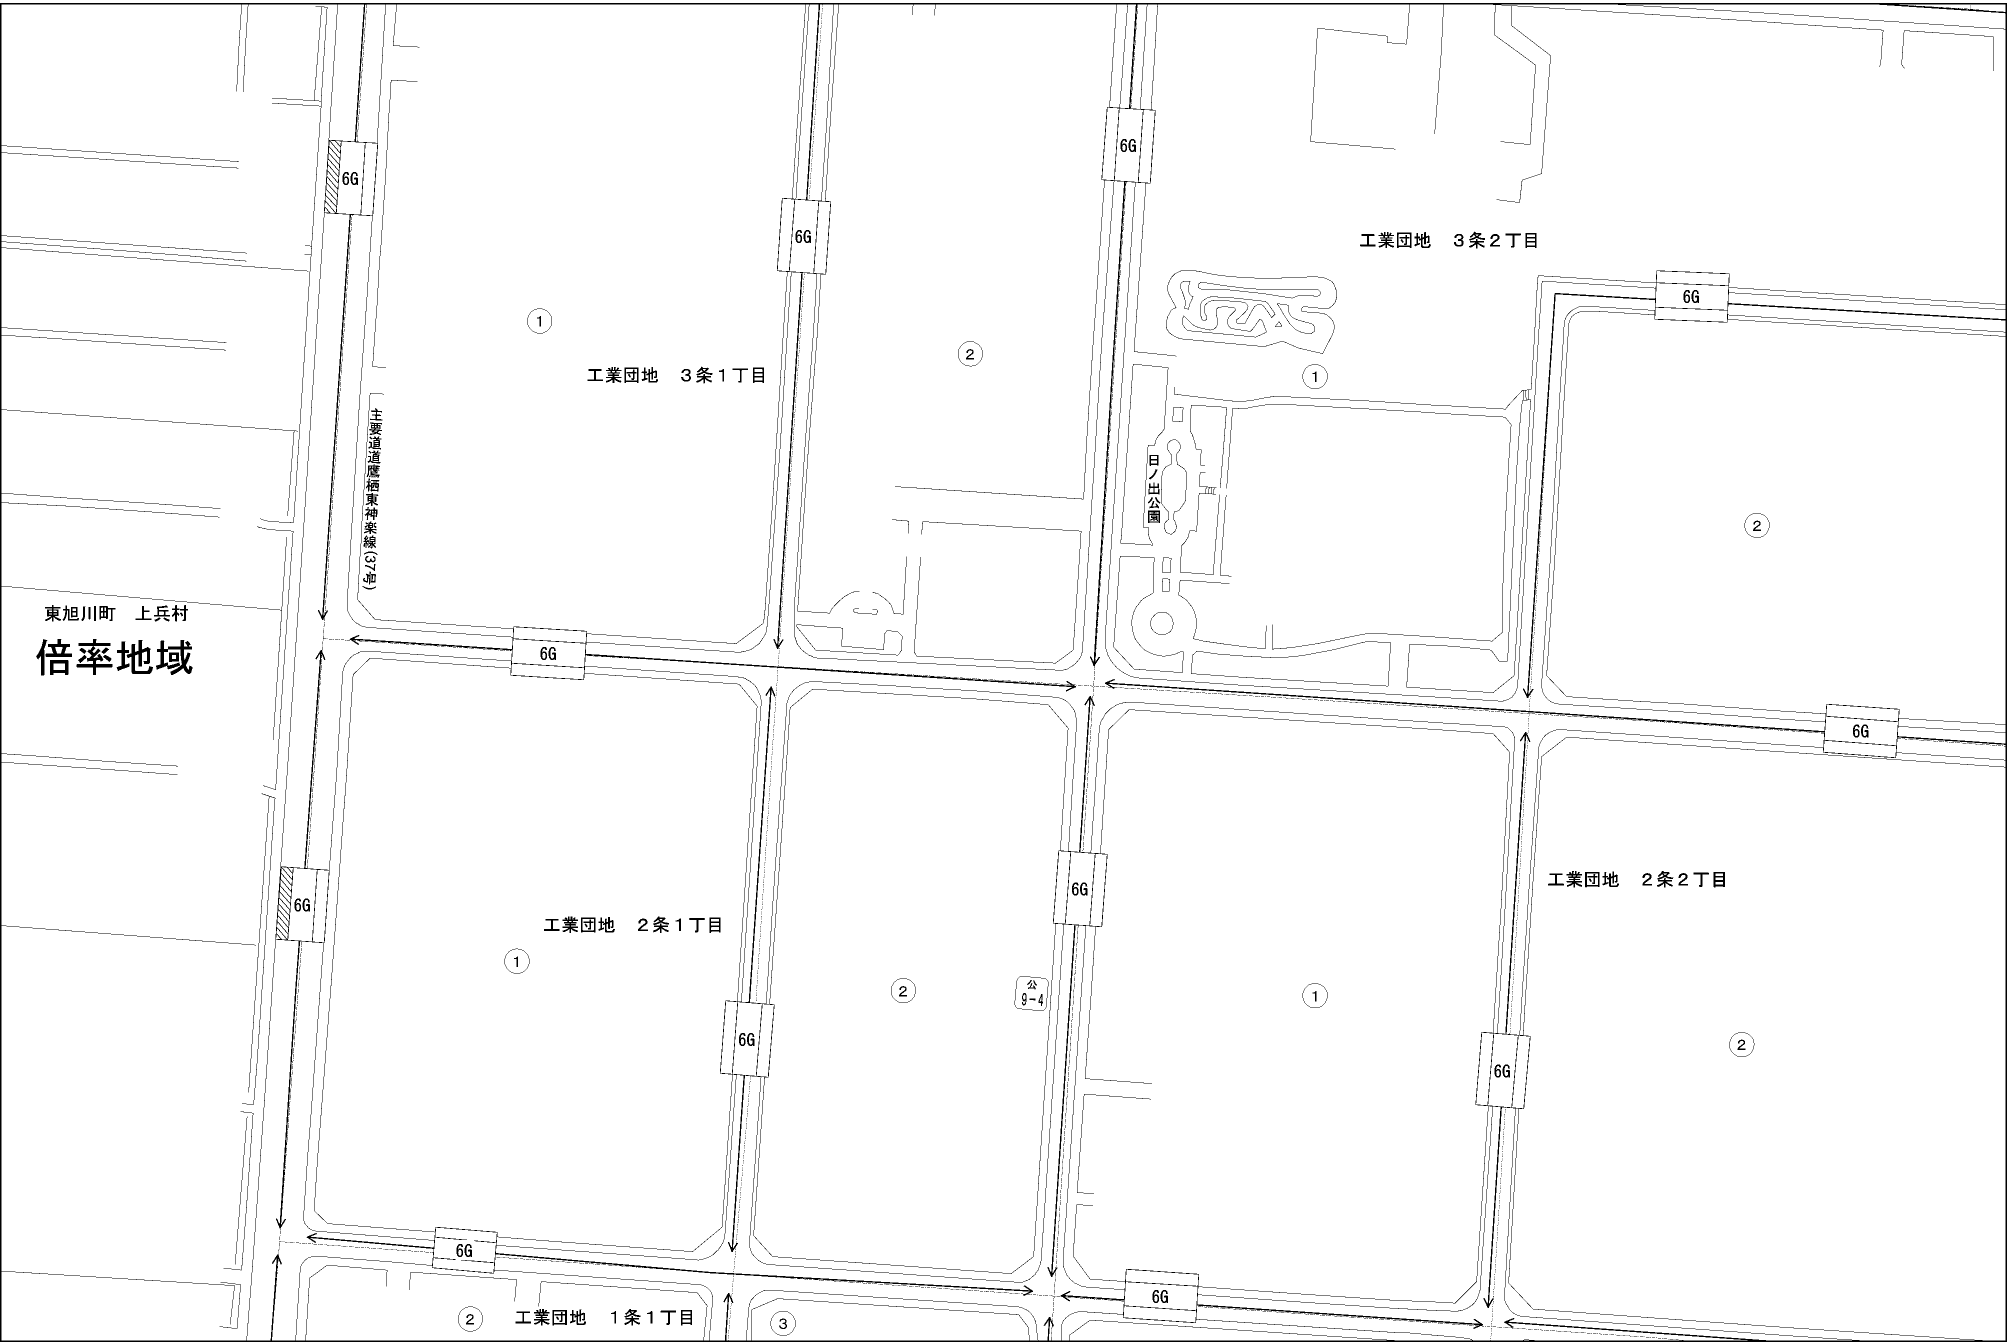 6G
6G
6G
工業団地　3条2丁目
6G
①
②
工業団地　3条1丁目
①
主要道道鷹栖東神楽線(37号)
日ノ出公園
②
東旭川町　上兵村
倍率地域
6G
6G
6G
6G
工業団地　2条2丁目
6G
工業団地　2条1丁目
①
②
公
9-4
①
6G
②
6G
6G
6G
②
工業団地　1条1丁目
③